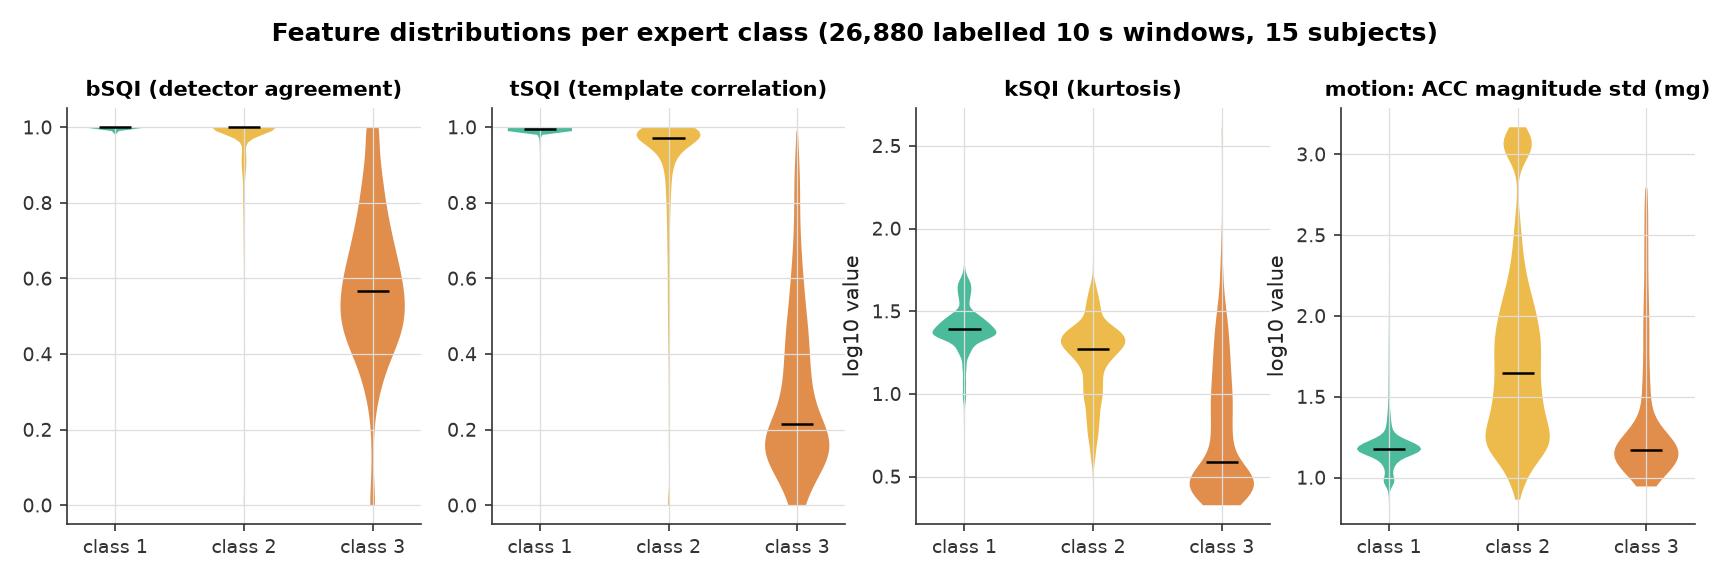 Feature distributions per expert class (26,880 labelled 10 s windows, 15 subjects)
bSQI (detector agreement)
1.0
0.8
0.6
0.4
0.2
0.0
class 1
class 2
class 3
tSQI (template correlation)
1.0
0.8
0.6
0.4
0.2
0.0
class 1
class 2
class 3
kSQI (kurtosis)
log10 value
2.5
2.0
1.5
1.0
0.5
class 1
class 2
class 3
motion: ACC magnitude std (mg)
log10 value
3.0
2.5
2.0
1.5
1.0
class 1
class 2
class 3